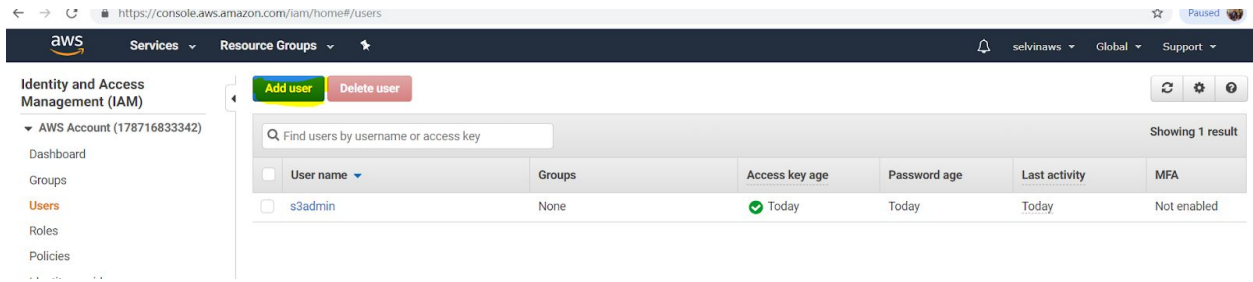 https://console.aws.amazon.com/iam/home#/users
Paused
aws
Services
Resource Groups
selvinaws
Global
Support
Identity and Access
Management (IAM)
AWS Account (178716833342)
Dashboard
Groups
Users
Roles
Policies
Add user
Delete user
Find users by username or access key
Showing 1 result
User name
Groups
Access key age
Password age
Last activity
MFA
s3admin
None
Today
Today
Today
Not enabled